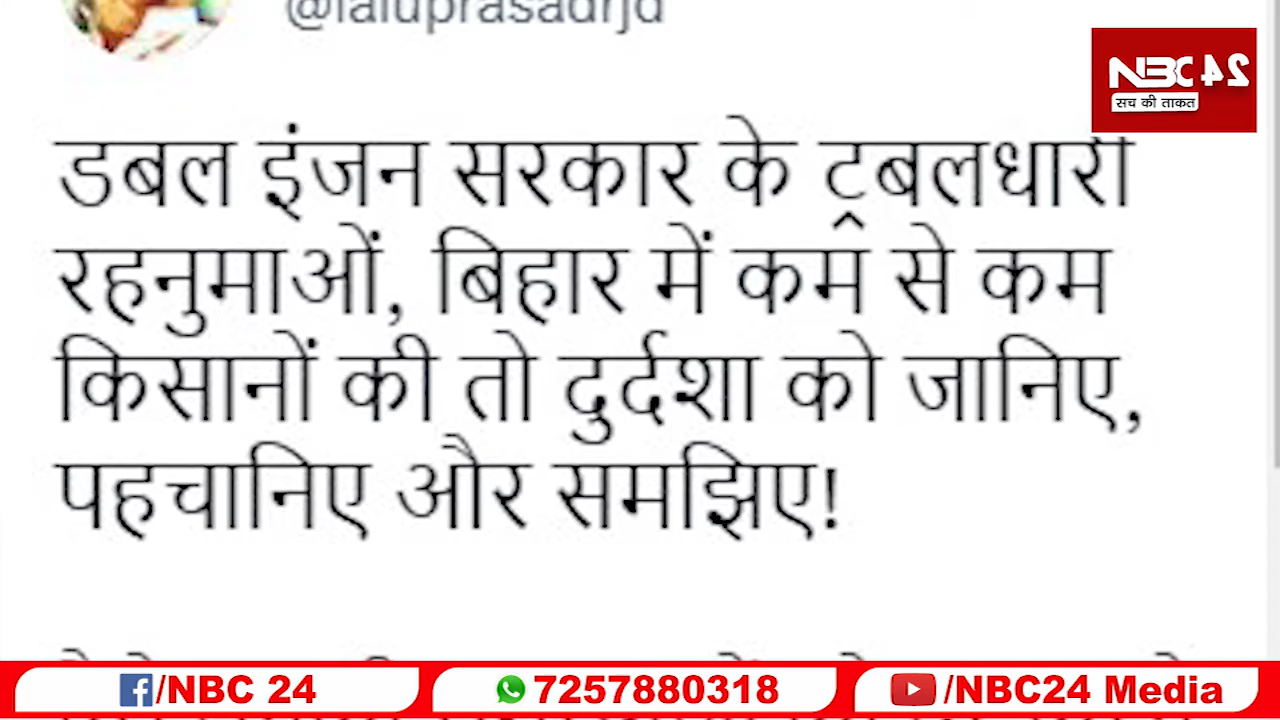 @laluprasadrjd
NBC 24
सच की ताकत
डबल इंजन सरकार के ट्रबलधारी
रहनुमाओं, बिहार में कम से कम
किसानों की तो दुर्दशा को जानिए,
पहचानिए और समझिए!
/NBC 24
7257880318
/NBC24 Media